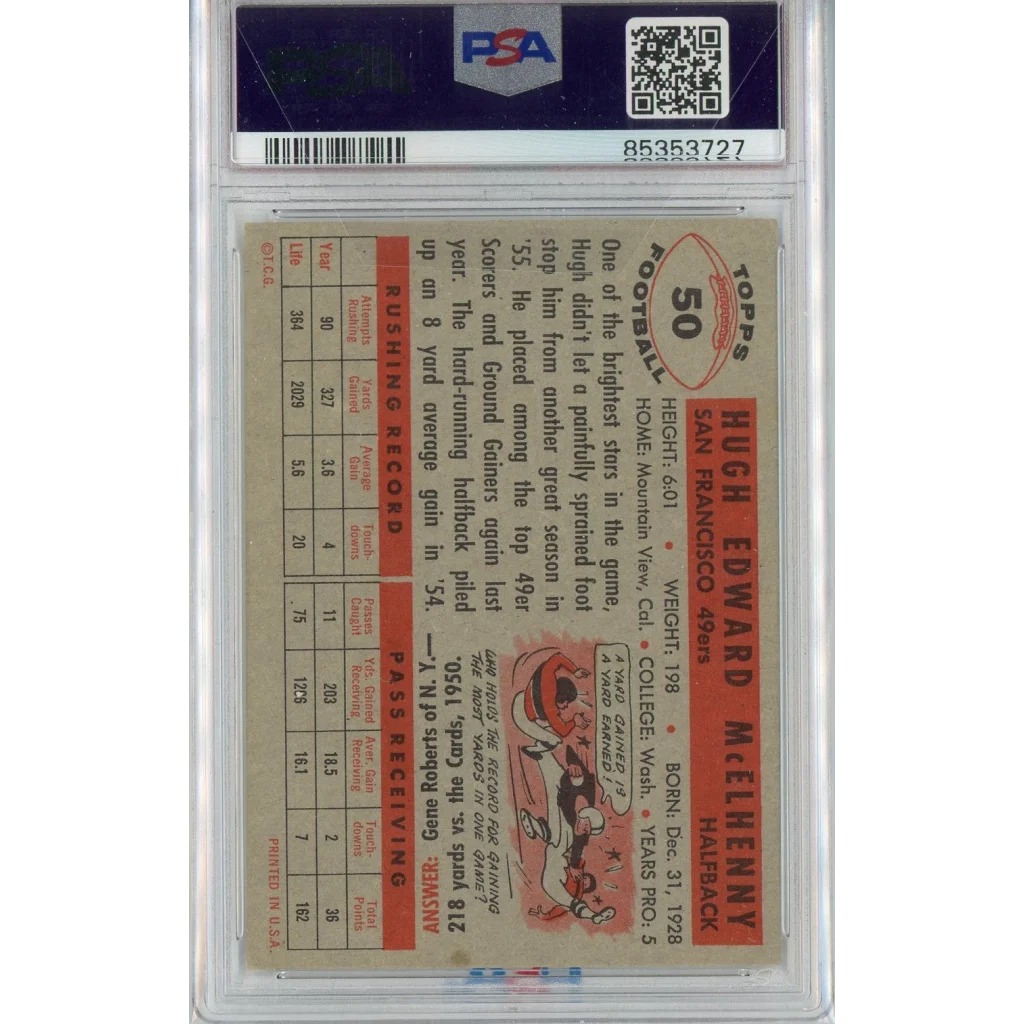 PSA
85353727
TOPPS
50
FOOTBALL
HUGH EDWARD McELHENNY
SAN FRANCISCO 49ers HALFBACK
HEIGHT: 6:01 • WEIGHT: 198 • BORN: Dec. 31, 1928
HOME: Mountain View, Cal. • COLLEGE: Wash. • YEARS PRO: 5
One of the brightest stars in the game,
Hugh didn't let a painfully sprained foot
stop him from another great season in
'55. He placed among the top 49er
Scorers and Ground Gainers again last
year. The hard-running halfback piled
up an 8 yard average gain in '54.
A YARD GAINED IS
A YARD EARNED!
WHO HOLDS THE RECORD FOR GAINING
THE MOST YARDS IN ONE GAME?
ANSWER: Gene Roberts of N. Y.—
218 yards vs. the Cards, 1950.
RUSHING RECORD PASS RECEIVING
Attempts Rushing Yards Gained Average Gain Touch-downs Passes Caught Yds. Gained Receiving Aver. Gain Receiving Touch-downs Total Points
Year 90 327 3.6 4 11 203 18.5 2 36
Life 364 2029 5.6 20 75 12C6 16.1 7 162
©T.C.G. PRINTED IN U.S.A.